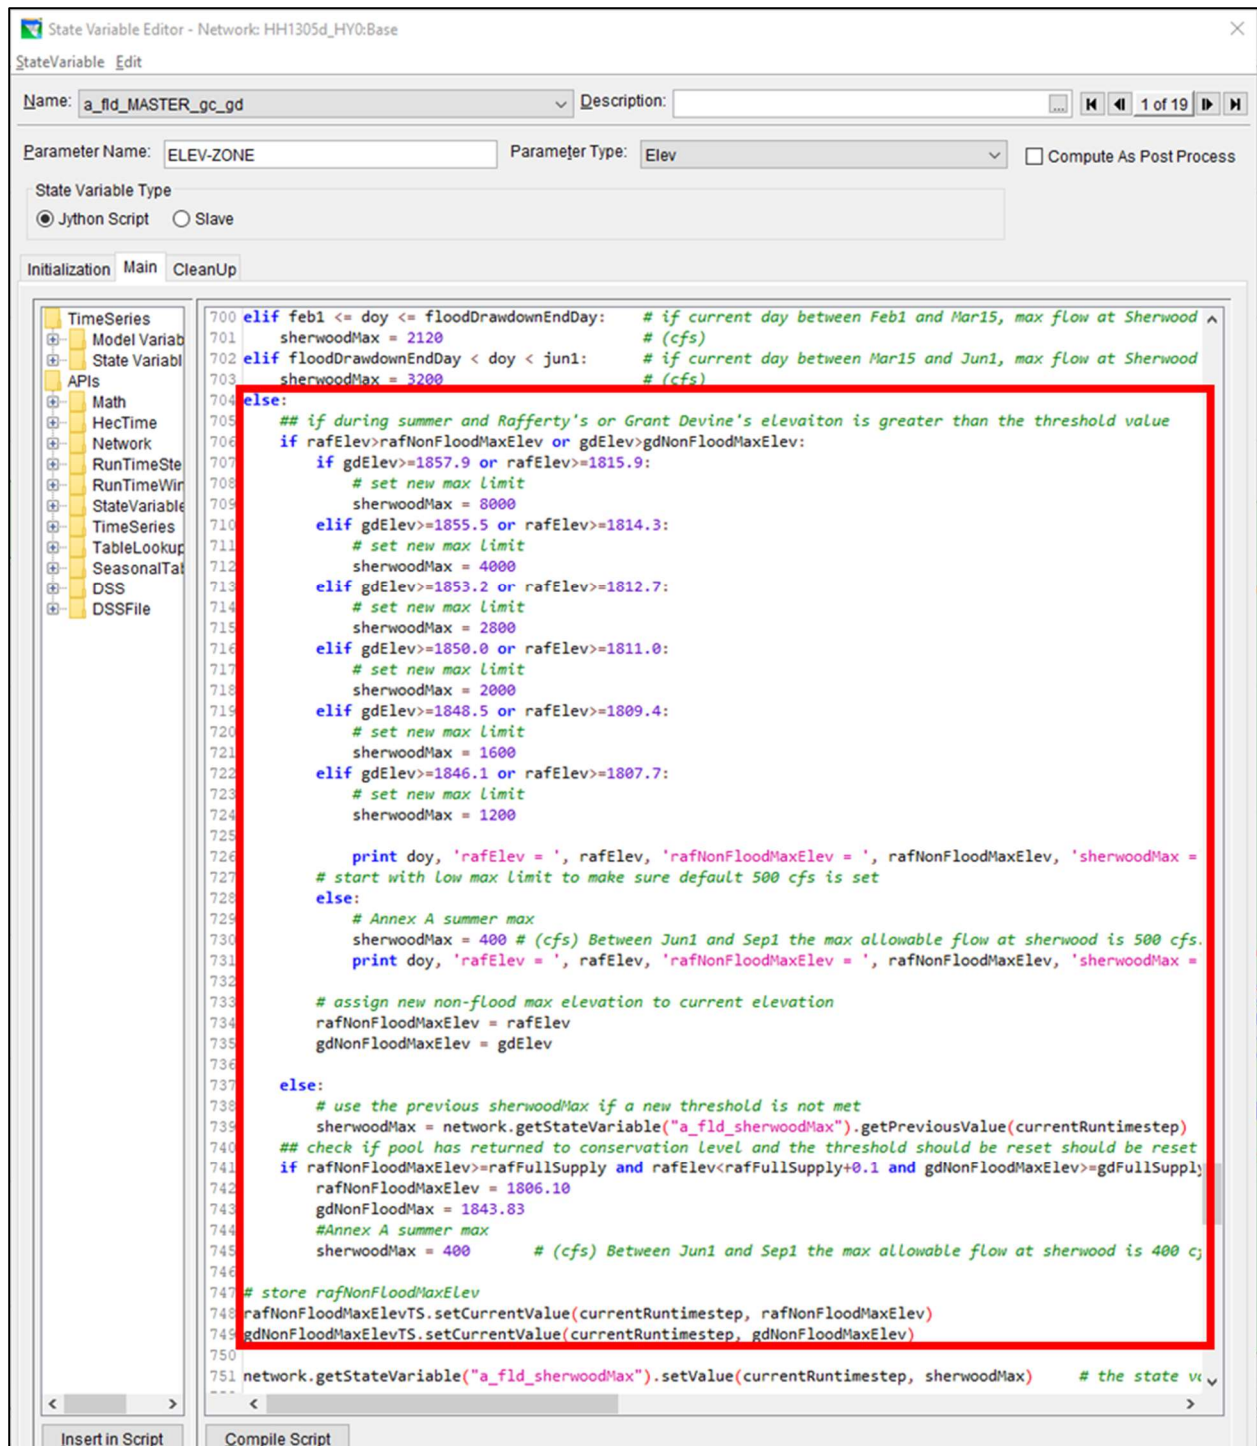 State Variable Editor - Network: HH1305d_HY0:Base
StateVariable Edit
Name: a_fld_MASTER_gc_gd Description: ... 1 of 19
Parameter Name: ELEV-ZONE Parameter Type: Elev Compute As Post Process
State Variable Type
Jython Script Slave
Initialization Main CleanUp
TimeSeries
Model Variab
State Variabl
APIs
Math
HecTime
Network
RunTimeSte
RunTimeWin
StateVariable
TimeSeries
TableLookup
SeasonalTab
DSS
DSSFile
700 elif feb1 <= doy <= floodDrawdownEndDay: # if current day between Feb1 and Mar15, max flow at Sherwood
701 sherwoodMax = 2120 # (cfs)
702 elif floodDrawdownEndDay < doy < jun1: # if current day between Mar15 and Jun1, max flow at Sherwood
703 sherwoodMax = 3200 # (cfs)
704 else:
705 ## if during summer and Rafferty's or Grant Devine's elevaiton is greater than the threshold value
706 if rafElev>rafNonFloodMaxElev or gdElev>gdNonFloodMaxElev:
707 if gdElev>=1857.9 or rafElev>=1815.9:
708 # set new max limit
709 sherwoodMax = 8000
710 elif gdElev>=1855.5 or rafElev>=1814.3:
711 # set new max limit
712 sherwoodMax = 4000
713 elif gdElev>=1853.2 or rafElev>=1812.7:
714 # set new max limit
715 sherwoodMax = 2800
716 elif gdElev>=1850.0 or rafElev>=1811.0:
717 # set new max limit
718 sherwoodMax = 2000
719 elif gdElev>=1848.5 or rafElev>=1809.4:
720 # set new max limit
721 sherwoodMax = 1600
722 elif gdElev>=1846.1 or rafElev>=1807.7:
723 # set new max limit
724 sherwoodMax = 1200
725
726 print doy, 'rafElev = ', rafElev, 'rafNonFloodMaxElev = ', rafNonFloodMaxElev, 'sherwoodMax =
727 # start with low max limit to make sure default 500 cfs is set
728 else:
729 # Annex A summer max
730 sherwoodMax = 400 # (cfs) Between Jun1 and Sep1 the max allowable flow at sherwood is 500 cfs.
731 print doy, 'rafElev = ', rafElev, 'rafNonFloodMaxElev = ', rafNonFloodMaxElev, 'sherwoodMax =
732
733 # assign new non-flood max elevation to current elevation
734 rafNonFloodMaxElev = rafElev
735 gdNonFloodMaxElev = gdElev
736
737 else:
738 # use the previous sherwoodMax if a new threshold is not met
739 sherwoodMax = network.getStateVariable("a_fld_sherwoodMax").getPreviousValue(currentRuntimestep)
740 ## check if pool has returned to conservation level and the threshold should be reset should be reset
741 if rafNonFloodMaxElev>=rafFullSupply and rafElev<rafFullSupply+0.1 and gdNonFloodMaxElev>=gdFullSupply
742 rafNonFloodMaxElev = 1806.10
743 gdNonFloodMax = 1843.83
744 #Annex A summer max
745 sherwoodMax = 400 # (cfs) Between Jun1 and Sep1 the max allowable flow at sherwood is 400 cf
746
747 # store rafNonFloodMaxElev
748 rafNonFloodMaxElevTS.setCurrentValue(currentRuntimestep, rafNonFloodMaxElev)
749 gdNonFloodMaxElevTS.setCurrentValue(currentRuntimestep, gdNonFloodMaxElev)
750
751 network.getStateVariable("a_fld_sherwoodMax").setValue(currentRuntimestep, sherwoodMax) # the state va
Insert in Script Compile Script